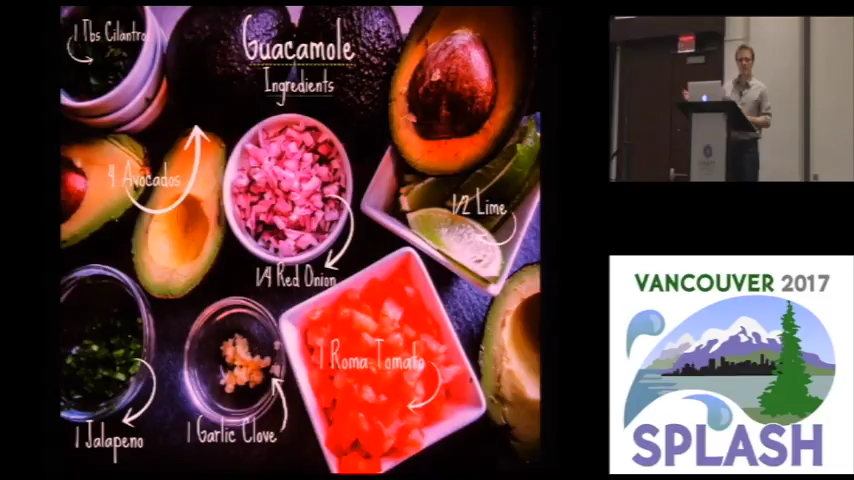 Guacamole
Ingredients
1 Tbs Cilantro
4 Avocados
1/2 Lime
1/4 Red Onion
1 Roma Tomato
1 Jalapeno
1 Garlic Clove
VANCOUVER 2017
SPLASH